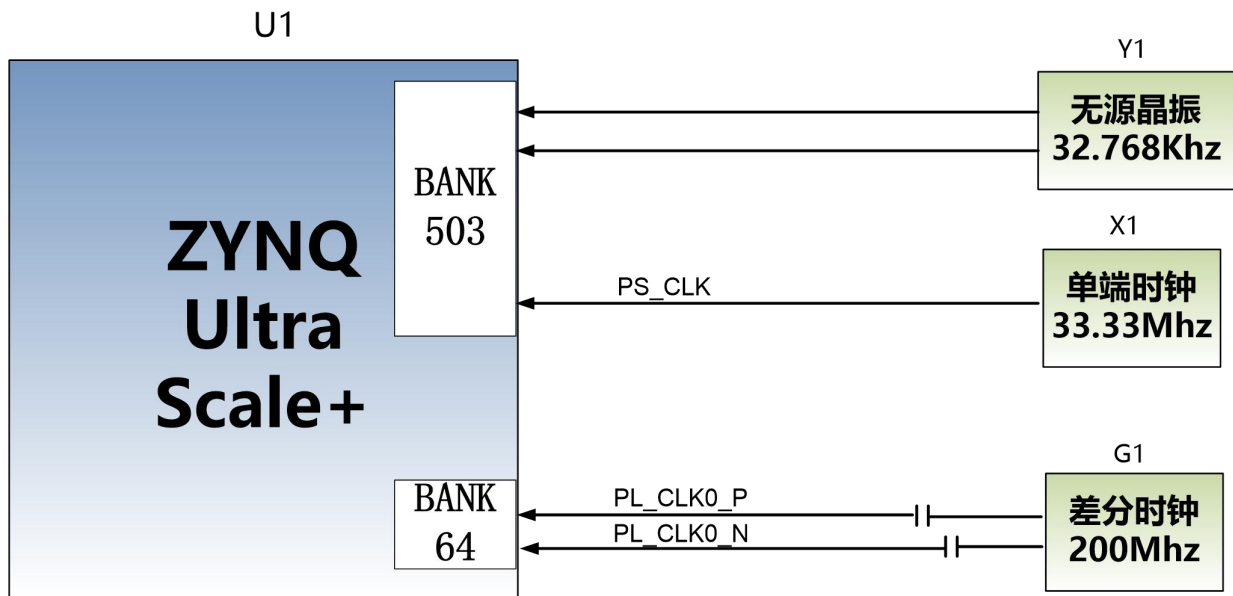 U1
ZYNQ
Ultra
Scale+
BANK
503
BANK
64
PS_CLK
PL_CLK0_P
PL_CLK0_N
Y1
无源晶振
32.768Khz
X1
单端时钟
33.33Mhz
G1
差分时钟
200Mhz